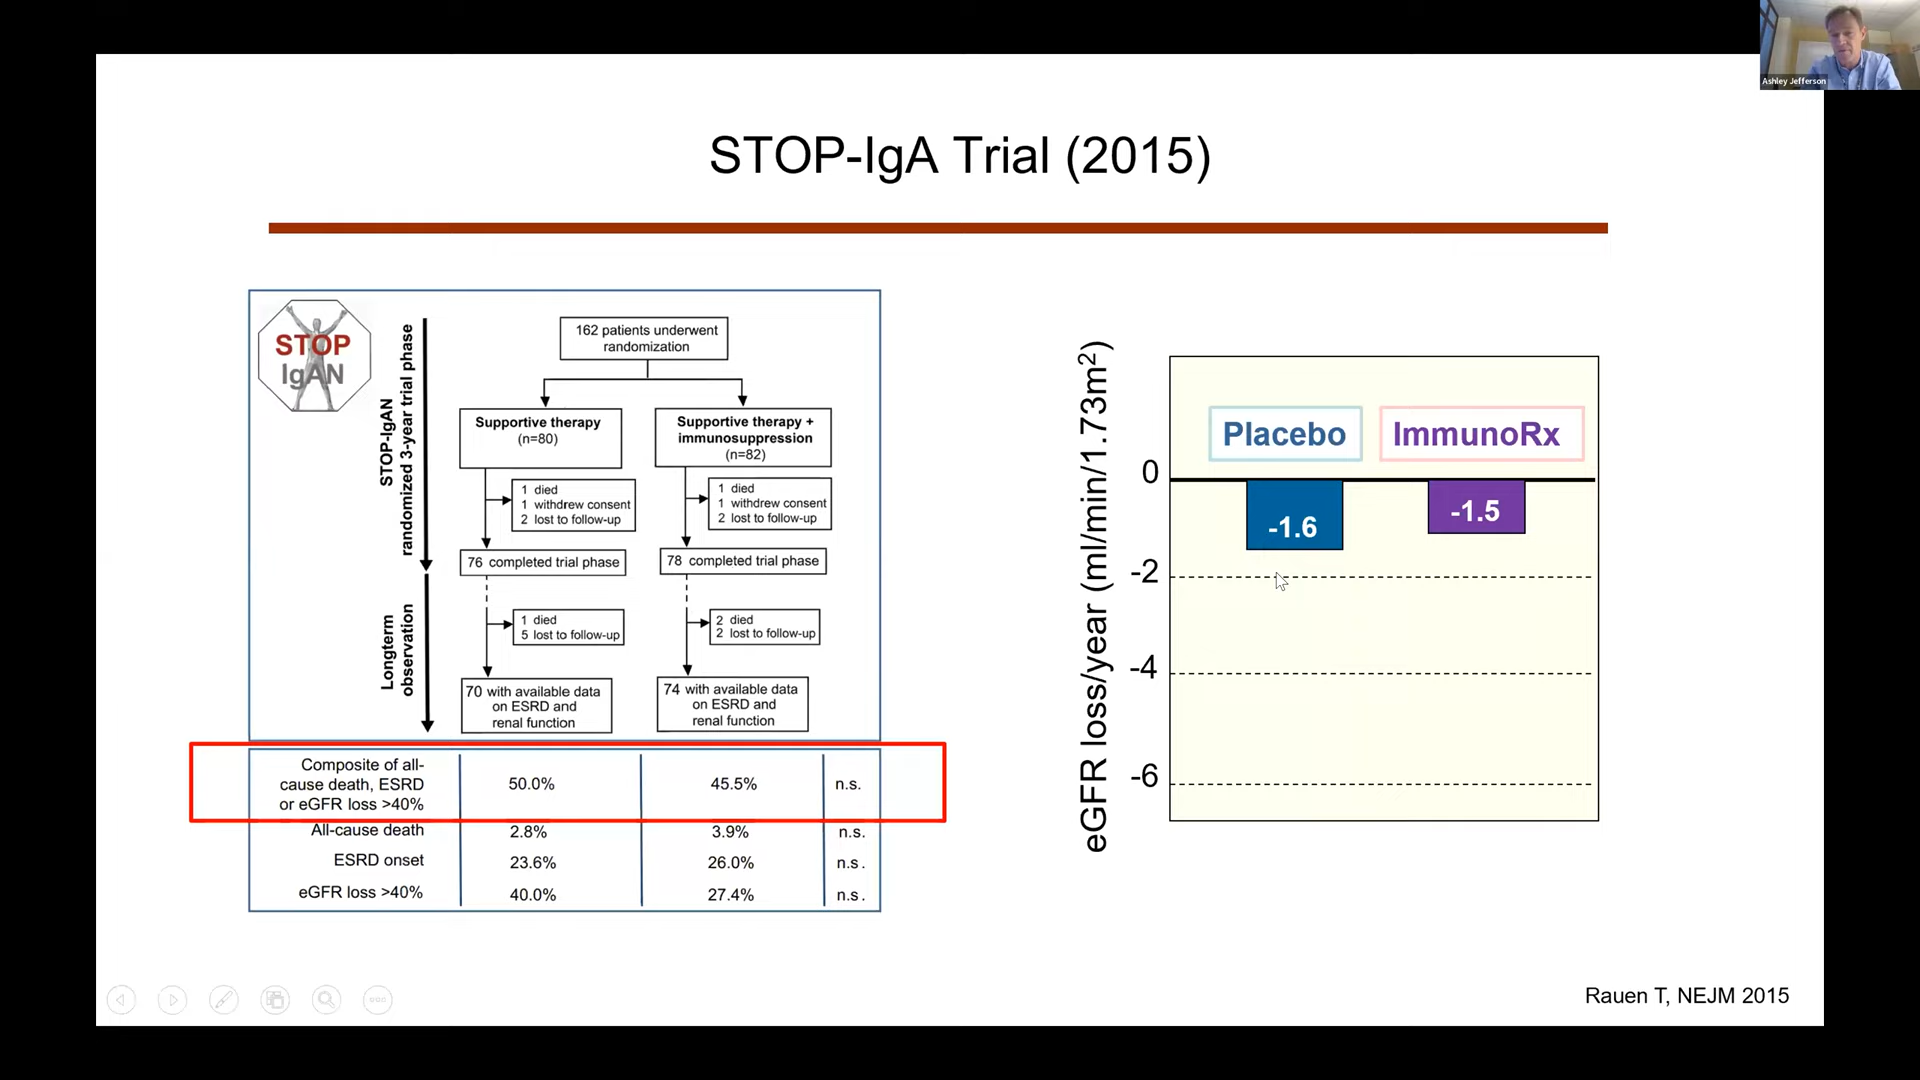 Ashley Jefferson
STOP-IgA Trial (2015)
STOP
IgAN
STOP-IgAN
randomized 3-year trial phase
Longterm
observation
162 patients underwent
randomization
Supportive therapy
(n=80)
Supportive therapy +
immunosuppression
(n=82)
1 died
1 withdrew consent
2 lost to follow-up
1 died
1 withdrew consent
2 lost to follow-up
76 completed trial phase
78 completed trial phase
1 died
5 lost to follow-up
2 died
2 lost to follow-up
70 with available data
on ESRD and
renal function
74 with available data
on ESRD and
renal function
Composite of all-
cause death, ESRD
or eGFR loss >40%
50.0%
45.5%
n.s.
All-cause death
2.8%
3.9%
n.s.
ESRD onset
23.6%
26.0%
n.s.
eGFR loss >40%
40.0%
27.4%
n.s.
eGFR loss/year (ml/min/1.73m²)
Placebo
ImmunoRx
0
-2
-4
-6
-1.6
-1.5
Rauen T, NEJM 2015